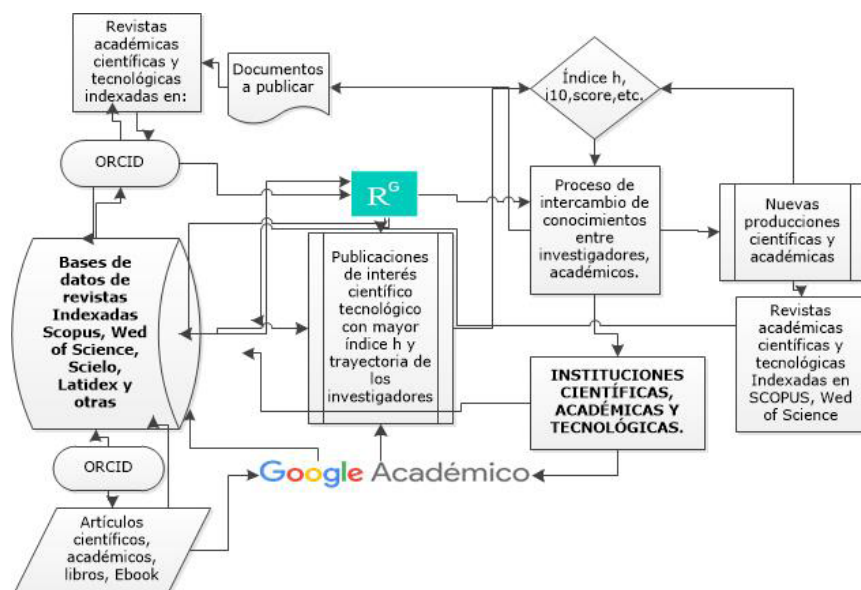 Revistas
académicas
científicas y
tecnológicas
indexadas en:
Documentos
a publicar
Índice h,
i10,score,etc.
ORCID
R^G
Proceso de
intercambio de
conocimientos
entre
investigadores,
académicos.
Nuevas
producciones
científicas y
académicas
Bases de
datos de
revistas
Indexadas
Scopus, Wed
of Science,
Scielo,
Latidex y
otras
Publicaciones
de interés
científico
tecnológico
con mayor
índice h y
trayectoria de
los
investigadores
Revistas
académicas
científicas y
tecnológicas
Indexadas en
SCOPUS, Wed
of Science
INSTITUCIONES
CIENTÍFICAS,
ACADÉMICAS Y
TECNOLÓGICAS.
ORCID
Google Académico
Artículos
científicos,
académicos,
libros, Ebook